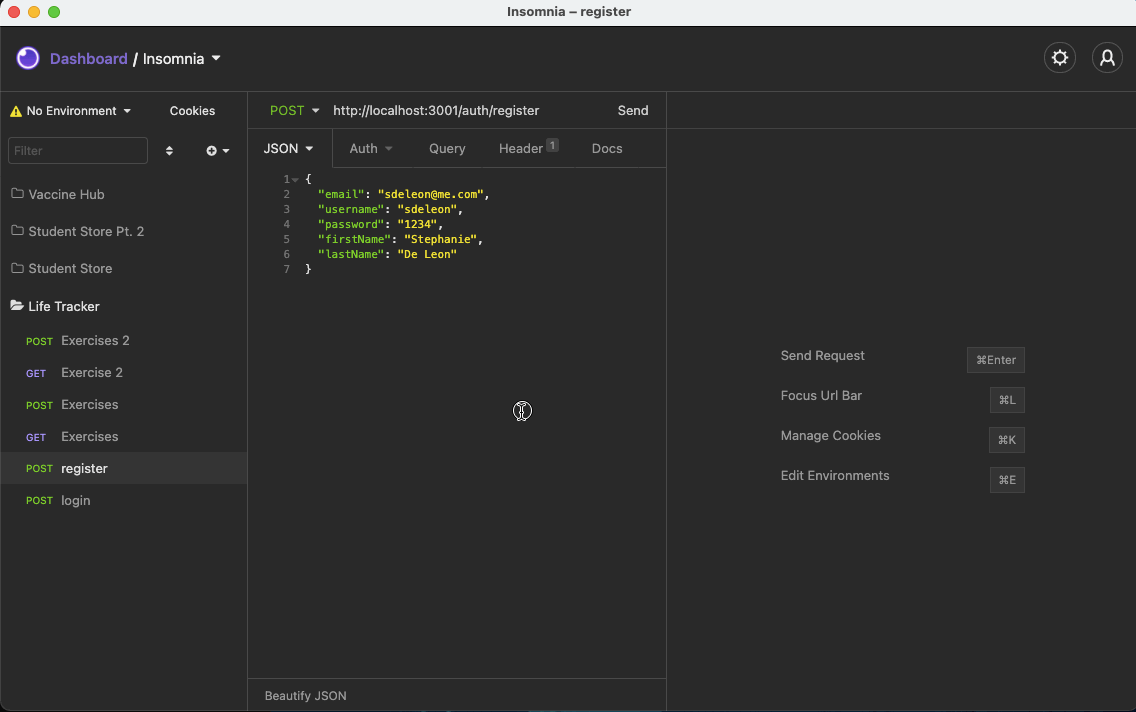 Insomnia – register
Dashboard / Insomnia
No Environment
Cookies
Filter
Vaccine Hub
Student Store Pt. 2
Student Store
Life Tracker
POST Exercises 2
GET Exercise 2
POST Exercises
GET Exercises
POST register
POST login
POST http://localhost:3001/auth/register Send
JSON Auth Query Header 1 Docs
1 {
2 "email": "sdeleon@me.com",
3 "username": "sdeleon",
4 "password": "1234",
5 "firstName": "Stephanie",
6 "lastName": "De Leon"
7 }
Beautify JSON
Send Request ⌘Enter
Focus Url Bar ⌘L
Manage Cookies ⌘K
Edit Environments ⌘E